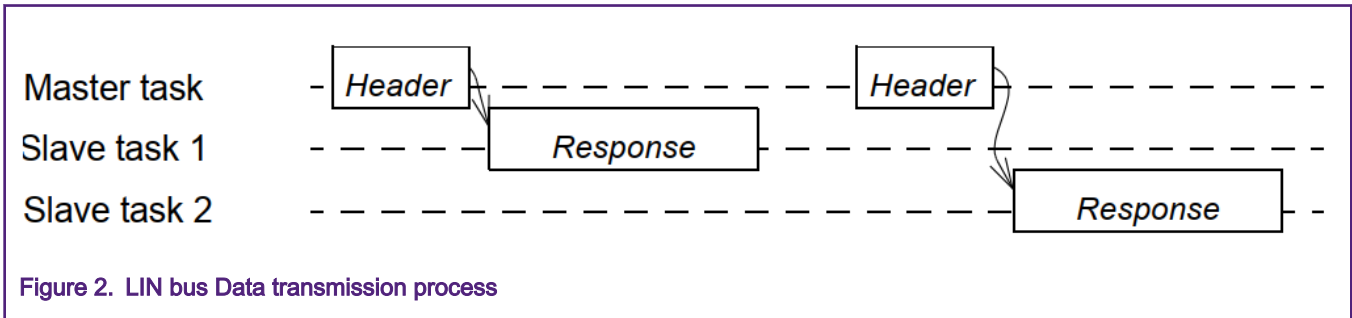 Master task Header Header
Slave task 1 Response
Slave task 2 Response
Figure 2. LIN bus Data transmission process